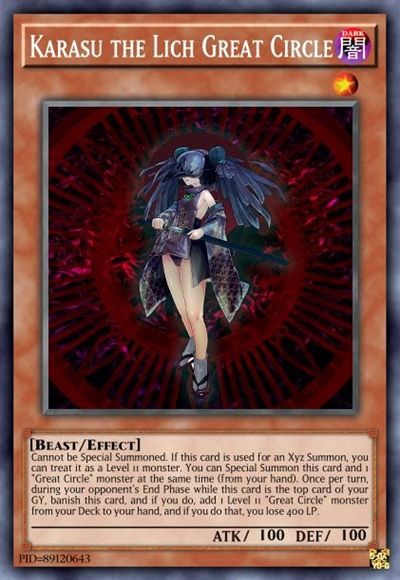 Karasu the Lich Great Circle
DARK
闇
[Beast/Effect]
Cannot be Special Summoned. If this card is used for an Xyz Summon, you
can treat it as a Level 11 monster. You can Special Summon this card and 1
"Great Circle" monster at the same time (from your hand). Once per turn,
during your opponent's End Phase while this card is the top card of your
GY, banish this card, and if you do, add 1 Level 11 "Great Circle" monster
from your Deck to your hand, and if you do that, you lose 400 LP.
ATK/ 100 DEF/ 100
PID=89120643